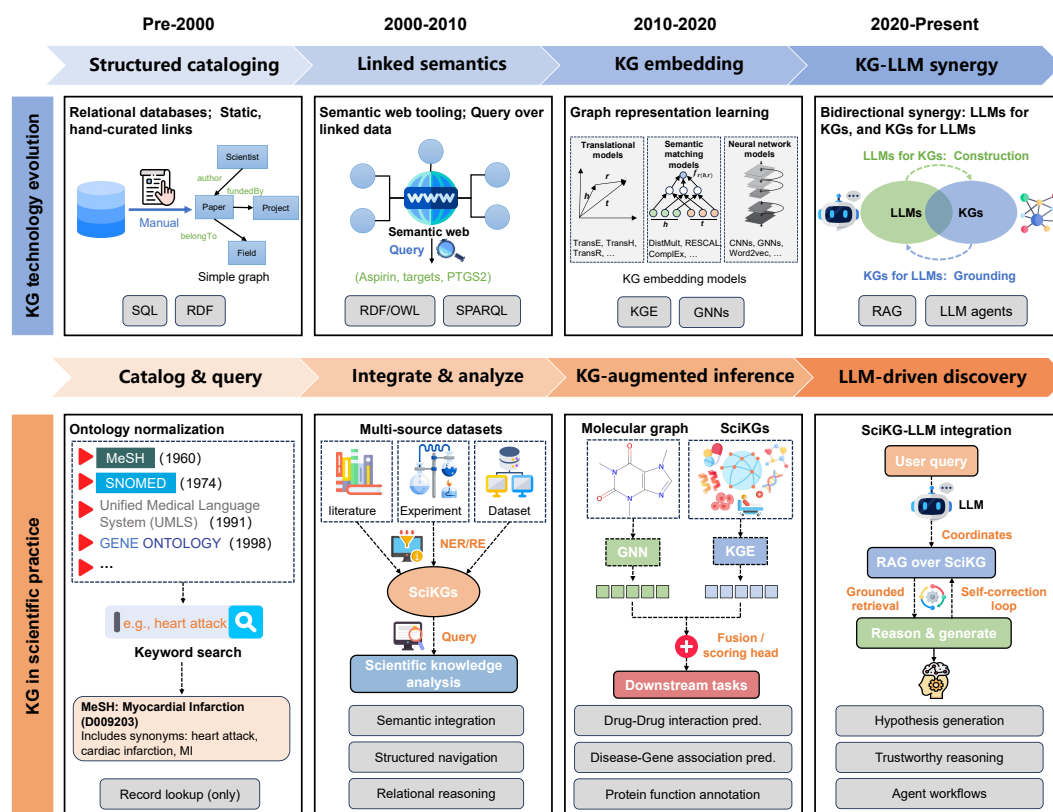 Pre-2000
2000-2010
2010-2020
2020-Present
Structured cataloging
Linked semantics
KG embedding
KG-LLM synergy
KG technology evolution
Relational databases; Static,
hand-curated links
Scientist
author
fundedBy
Manual
Paper
Project
belongTo
Field
Simple graph
SQL
RDF
Semantic web tooling; Query over
linked data
Semantic web
Query
(Aspirin, targets, PTGS2)
RDF/OWL
SPARQL
Graph representation learning
Translational
models
r
h
t
TransE, TransH,
TransR, ...
Semantic
matching
models
f r(h,r)
h
t
DistMult, RESCAL,
ComplEx, ...
Neural network
models
CNNs, GNNs,
Word2vec, ...
KG embedding models
KGE
GNNs
Bidirectional synergy: LLMs for
KGs, and KGs for LLMs
LLMs for KGs: Construction
LLMs
KGs
KGs for LLMs: Grounding
RAG
LLM agents
Catalog & query
Integrate & analyze
KG-augmented inference
LLM-driven discovery
KG in scientific practice
Ontology normalization
MeSH (1960)
SNOMED (1974)
Unified Medical Language
System (UMLS) (1991)
GENE ONTOLOGY (1998)
...
e.g., heart attack
Keyword search
MeSH: Myocardial Infarction
(D009203)
Includes synonyms: heart attack,
cardiac infarction, MI
Record lookup (only)
Multi-source datasets
literature
Experiment
Dataset
NER/RE
SciKGs
Query
Scientific knowledge
analysis
Semantic integration
Structured navigation
Relational reasoning
Molecular graph
SciKGs
N
N
N
N
O
O
GNN
KGE
Fusion /
scoring head
Downstream tasks
Drug-Drug interaction pred.
Disease-Gene association pred.
Protein function annotation
SciKG-LLM integration
User query
LLM
Coordinates
RAG over SciKG
Grounded
retrieval
Self-correction
loop
Reason & generate
Hypothesis generation
Trustworthy reasoning
Agent workflows